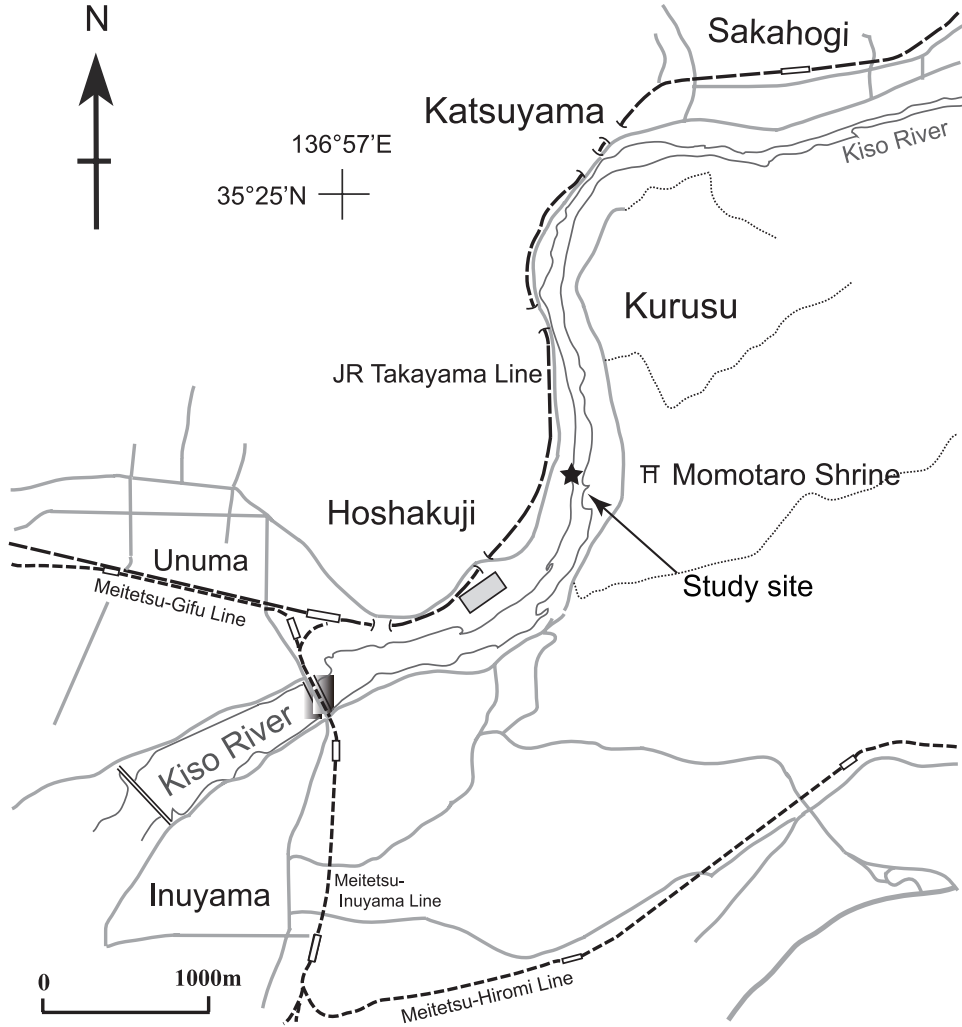 N
Sakahogi
Katsuyama
136°57'E
35°25'N
Kiso River
Kurusu
JR Takayama Line
Momotaro Shrine
Hoshakuji
Unuma
Study site
Meitetsu-Gifu Line
Kiso River
Inuyama
Meitetsu-
Inuyama Line
0 1000m
Meitetsu-Hiromi Line